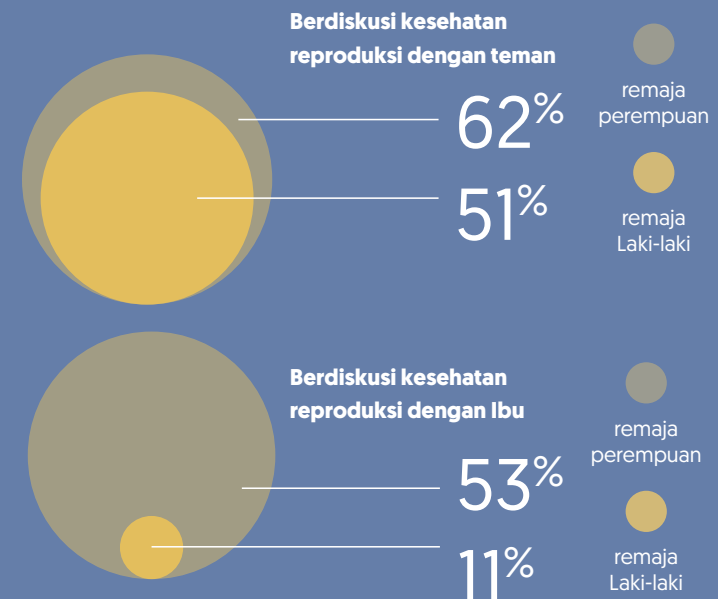 Berdiskusi kesehatan
reproduksi dengan teman
62%
51%
remaja
perempuan
remaja
Laki-laki
Berdiskusi kesehatan
reproduksi dengan Ibu
53%
11%
remaja
perempuan
remaja
Laki-laki